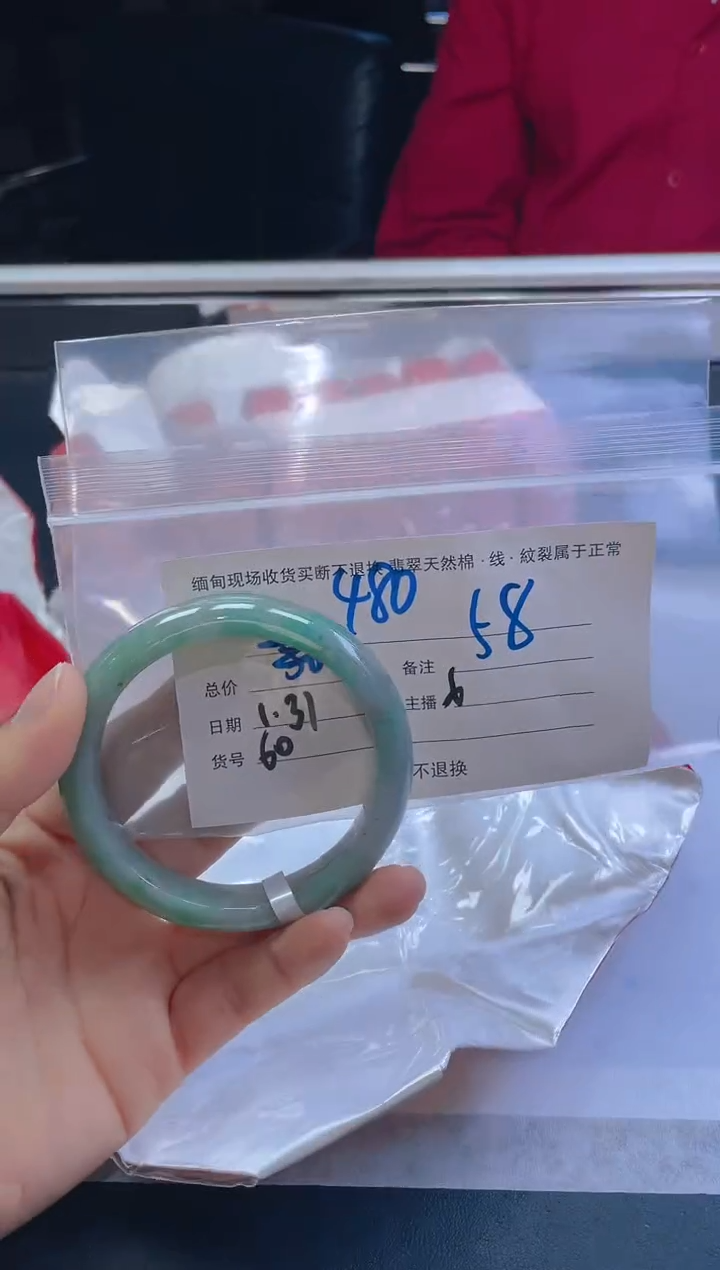 缅甸现场收货买断不退换 翡翠天然棉·线·紋裂属于正常
480
58
总价
备注
日期 1.31
主播
货号 60
不退换